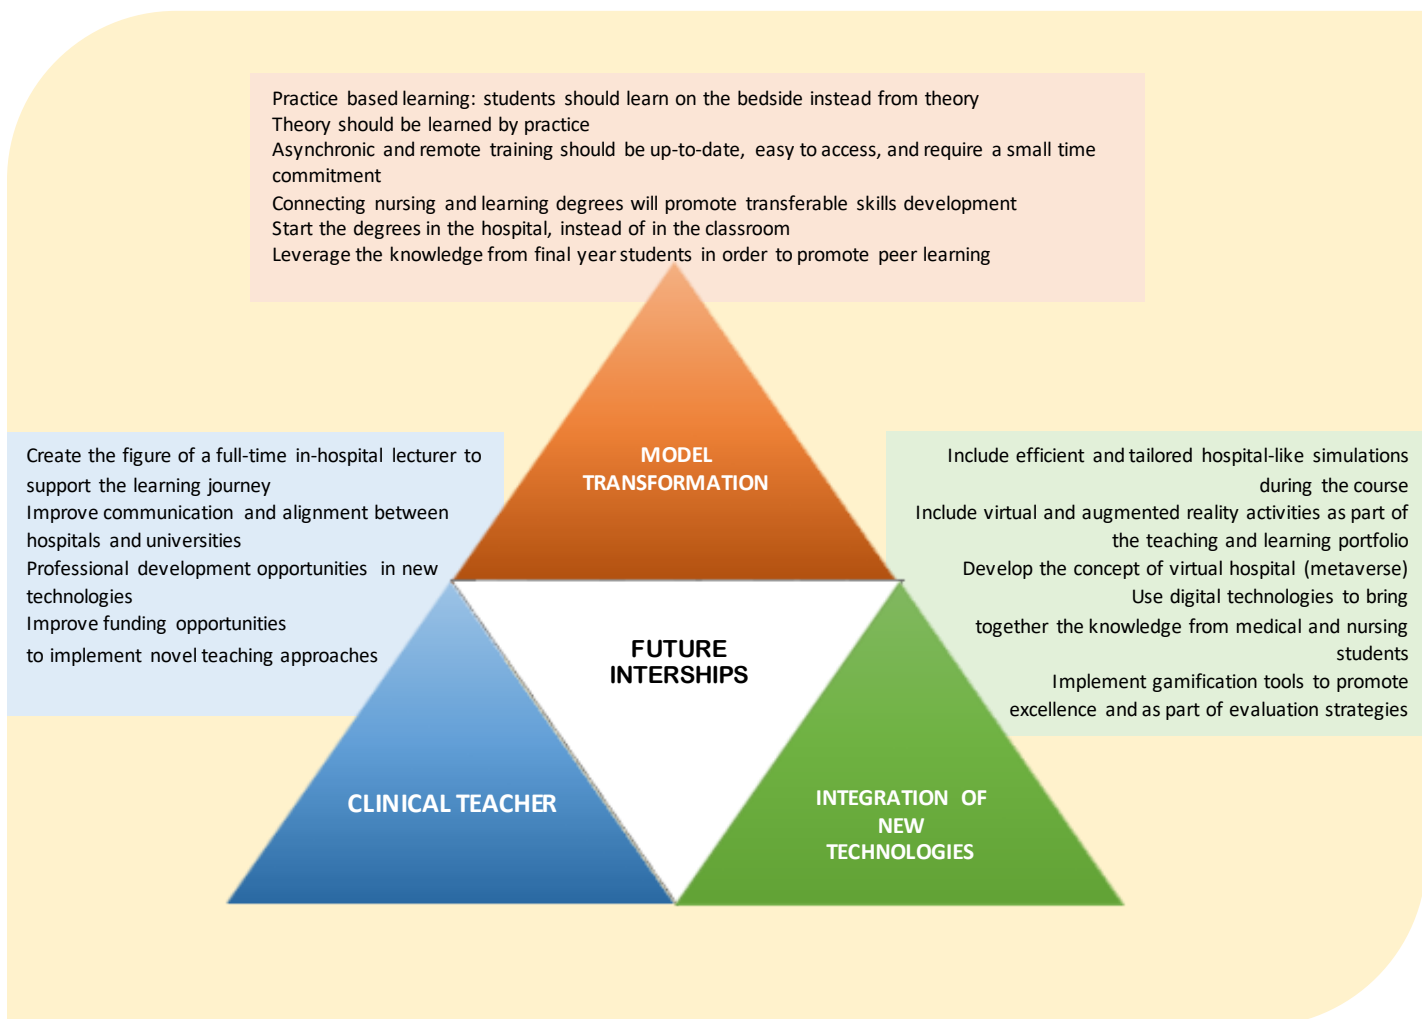 Practice based learning: students should learn on the bedside instead from theory
Theory should be learned by practice
Asynchronic and remote training should be up-to-date, easy to access, and require a small time
commitment
Connecting nursing and learning degrees will promote transferable skills development
Start the degrees in the hospital, instead of in the classroom
Leverage the knowledge from final year students in order to promote peer learning
MODEL
TRANSFORMATION
Create the figure of a full-time in-hospital lecturer to
support the learning journey
Improve communication and alignment between
hospitals and universities
Professional development opportunities in new
technologies
Improve funding opportunities
to implement novel teaching approaches
Include efficient and tailored hospital-like simulations
during the course
Include virtual and augmented reality activities as part of
the teaching and learning portfolio
Develop the concept of virtual hospital (metaverse)
Use digital technologies to bring
together the knowledge from medical and nursing
students
Implement gamification tools to promote
excellence and as part of evaluation strategies
FUTURE
INTERSHIPS
CLINICAL TEACHER
INTEGRATION OF
NEW
TECHNOLOGIES